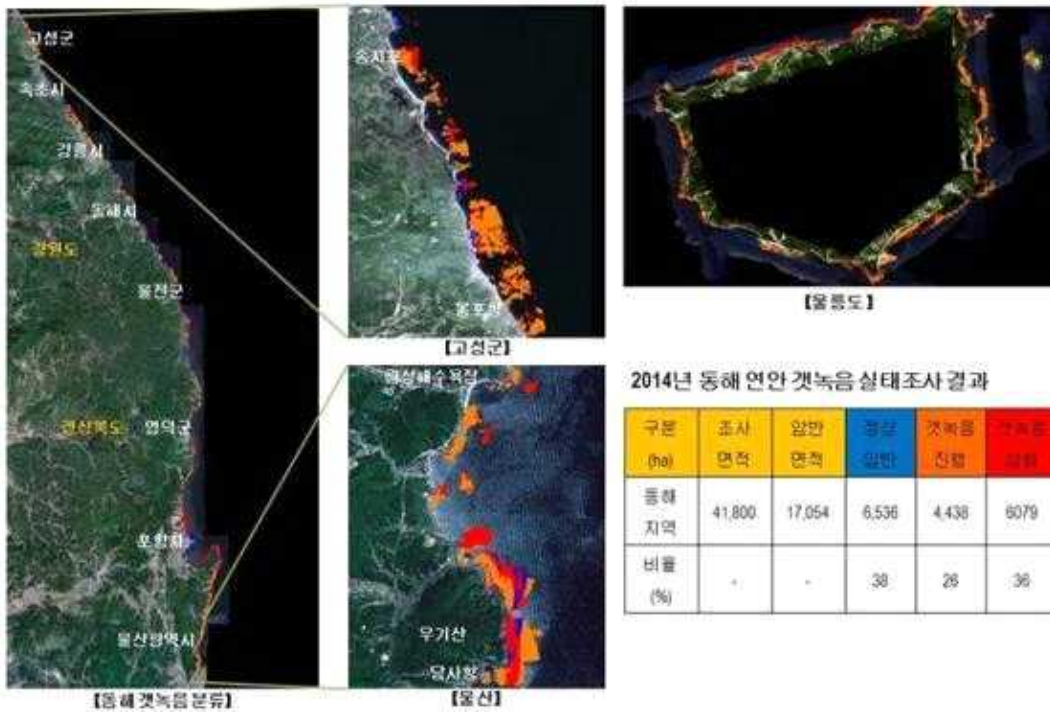 고성군
속초시
강릉시
동해시
강원도
울진군
경상북도
영덕군
포항시
울산광역시
[동해 갯녹음 분류]
송지호
봉포항
[고성군]
우가산
당사항
[울산]
[울릉도]
2014년 동해 연안 갯녹음 실태조사 결과
구분 (ha)
조사 면적
암반 면적
정상 암반
갯녹음 진행
갯녹음 심화
동해 지역
41,800
17,054
6,536
4,438
6079
비율 (%)
-
-
38
26
36